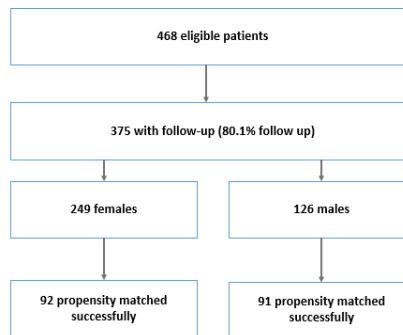 468 eligible patients
375 with follow-up (80.1% follow up)
249 females
126 males
92 propensity matched
successfully
91 propensity matched
successfully